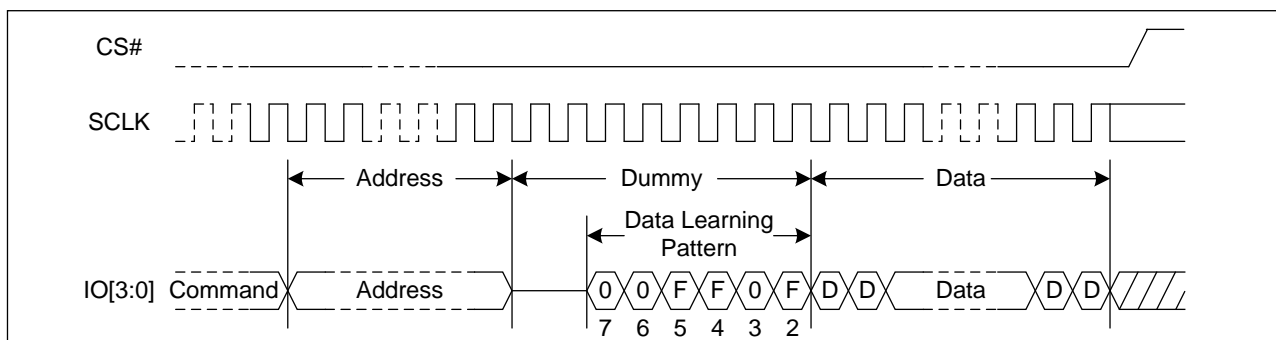 CS#
SCLK
Address Dummy Data
Data Learning
Pattern
IO[3:0] Command Address 0 0 F F 0 F D D Data D D
7 6 5 4 3 2